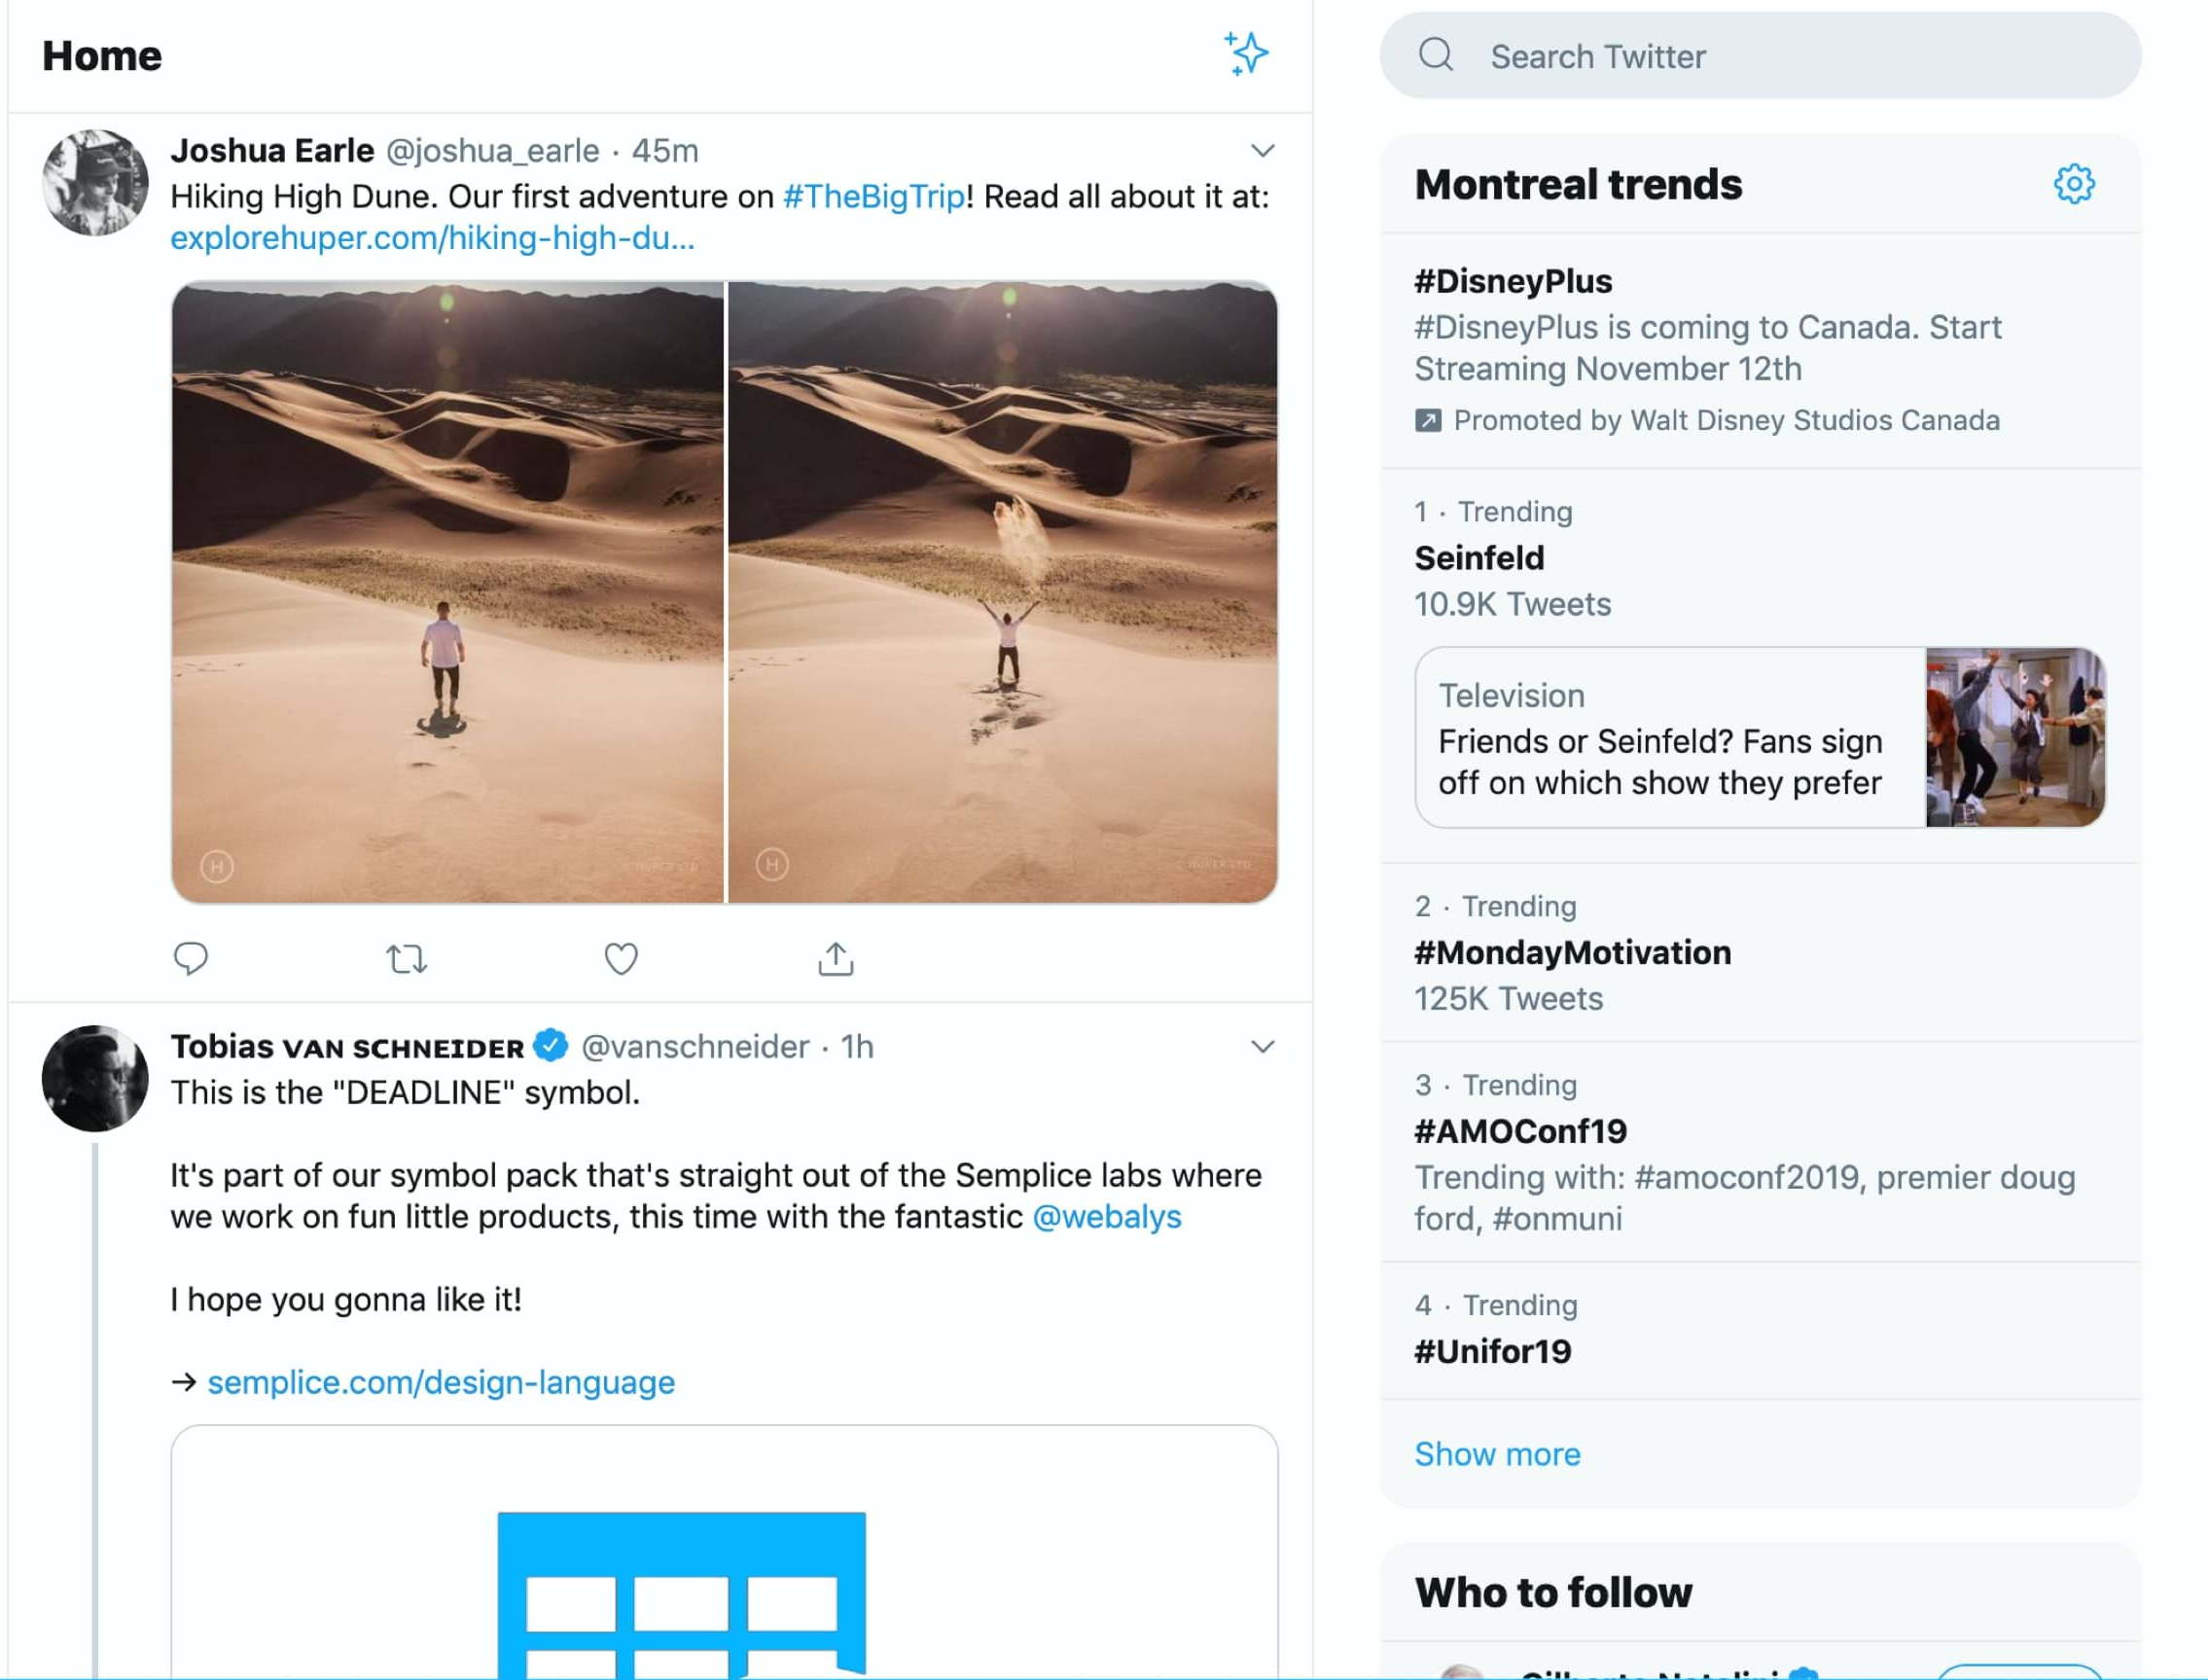 Home
Joshua Earle @joshua_earle · 45m
Hiking High Dune. Our first adventure on #TheBigTrip! Read all about it at:
explorehuper.com/hiking-high-du...
H
H
Tobias VAN SCHNEIDER @vanschneider · 1h
This is the "DEADLINE" symbol.
It's part of our symbol pack that's straight out of the Semplice labs where
we work on fun little products, this time with the fantastic @webalys
I hope you gonna like it!
→ semplice.com/design-language
Search Twitter
Montreal trends
#DisneyPlus
#DisneyPlus is coming to Canada. Start
Streaming November 12th
Promoted by Walt Disney Studios Canada
1 · Trending
Seinfeld
10.9K Tweets
Television
Friends or Seinfeld? Fans sign
off on which show they prefer
2 · Trending
#MondayMotivation
125K Tweets
3 · Trending
#AMOConf19
Trending with: #amoconf2019, premier doug
ford, #onmuni
4 · Trending
#Unifor19
Show more
Who to follow